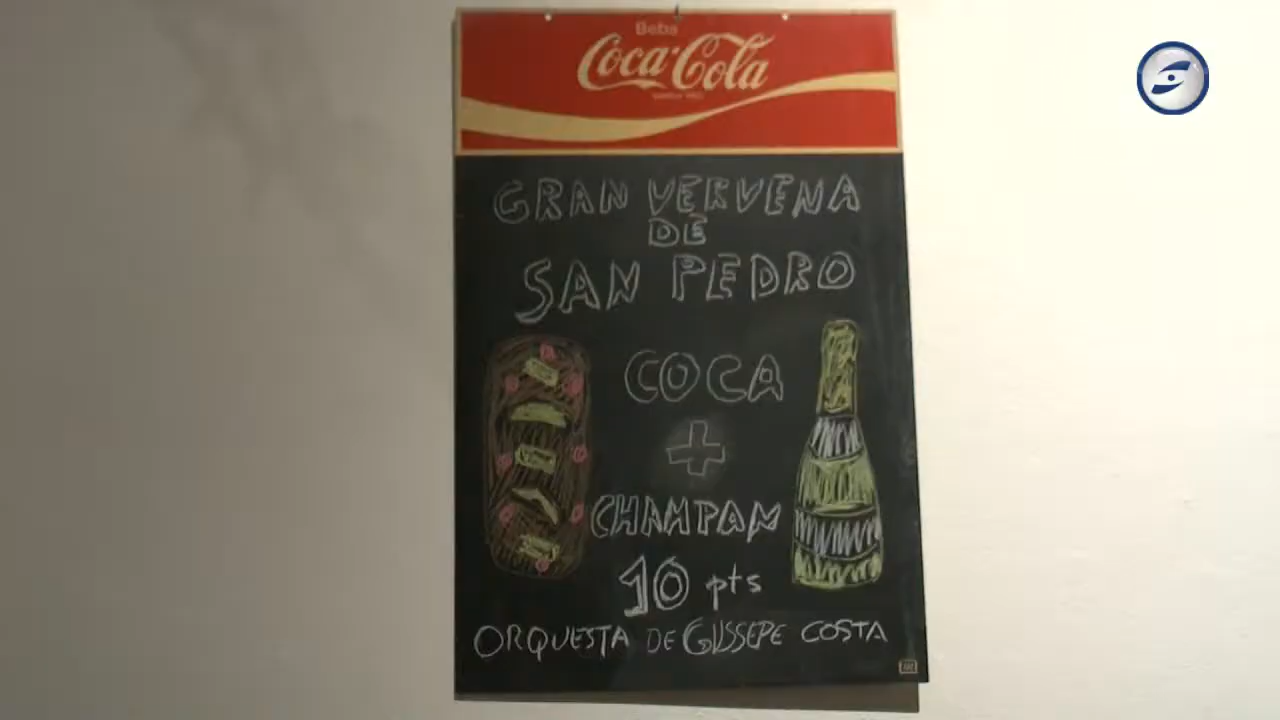 Beba
Coca-Cola
GRAN VERVENA
DE
SAN PEDRO
COCA
+
CHAMPAN
10 pts
ORQUESTA DE GUSSEPE COSTA